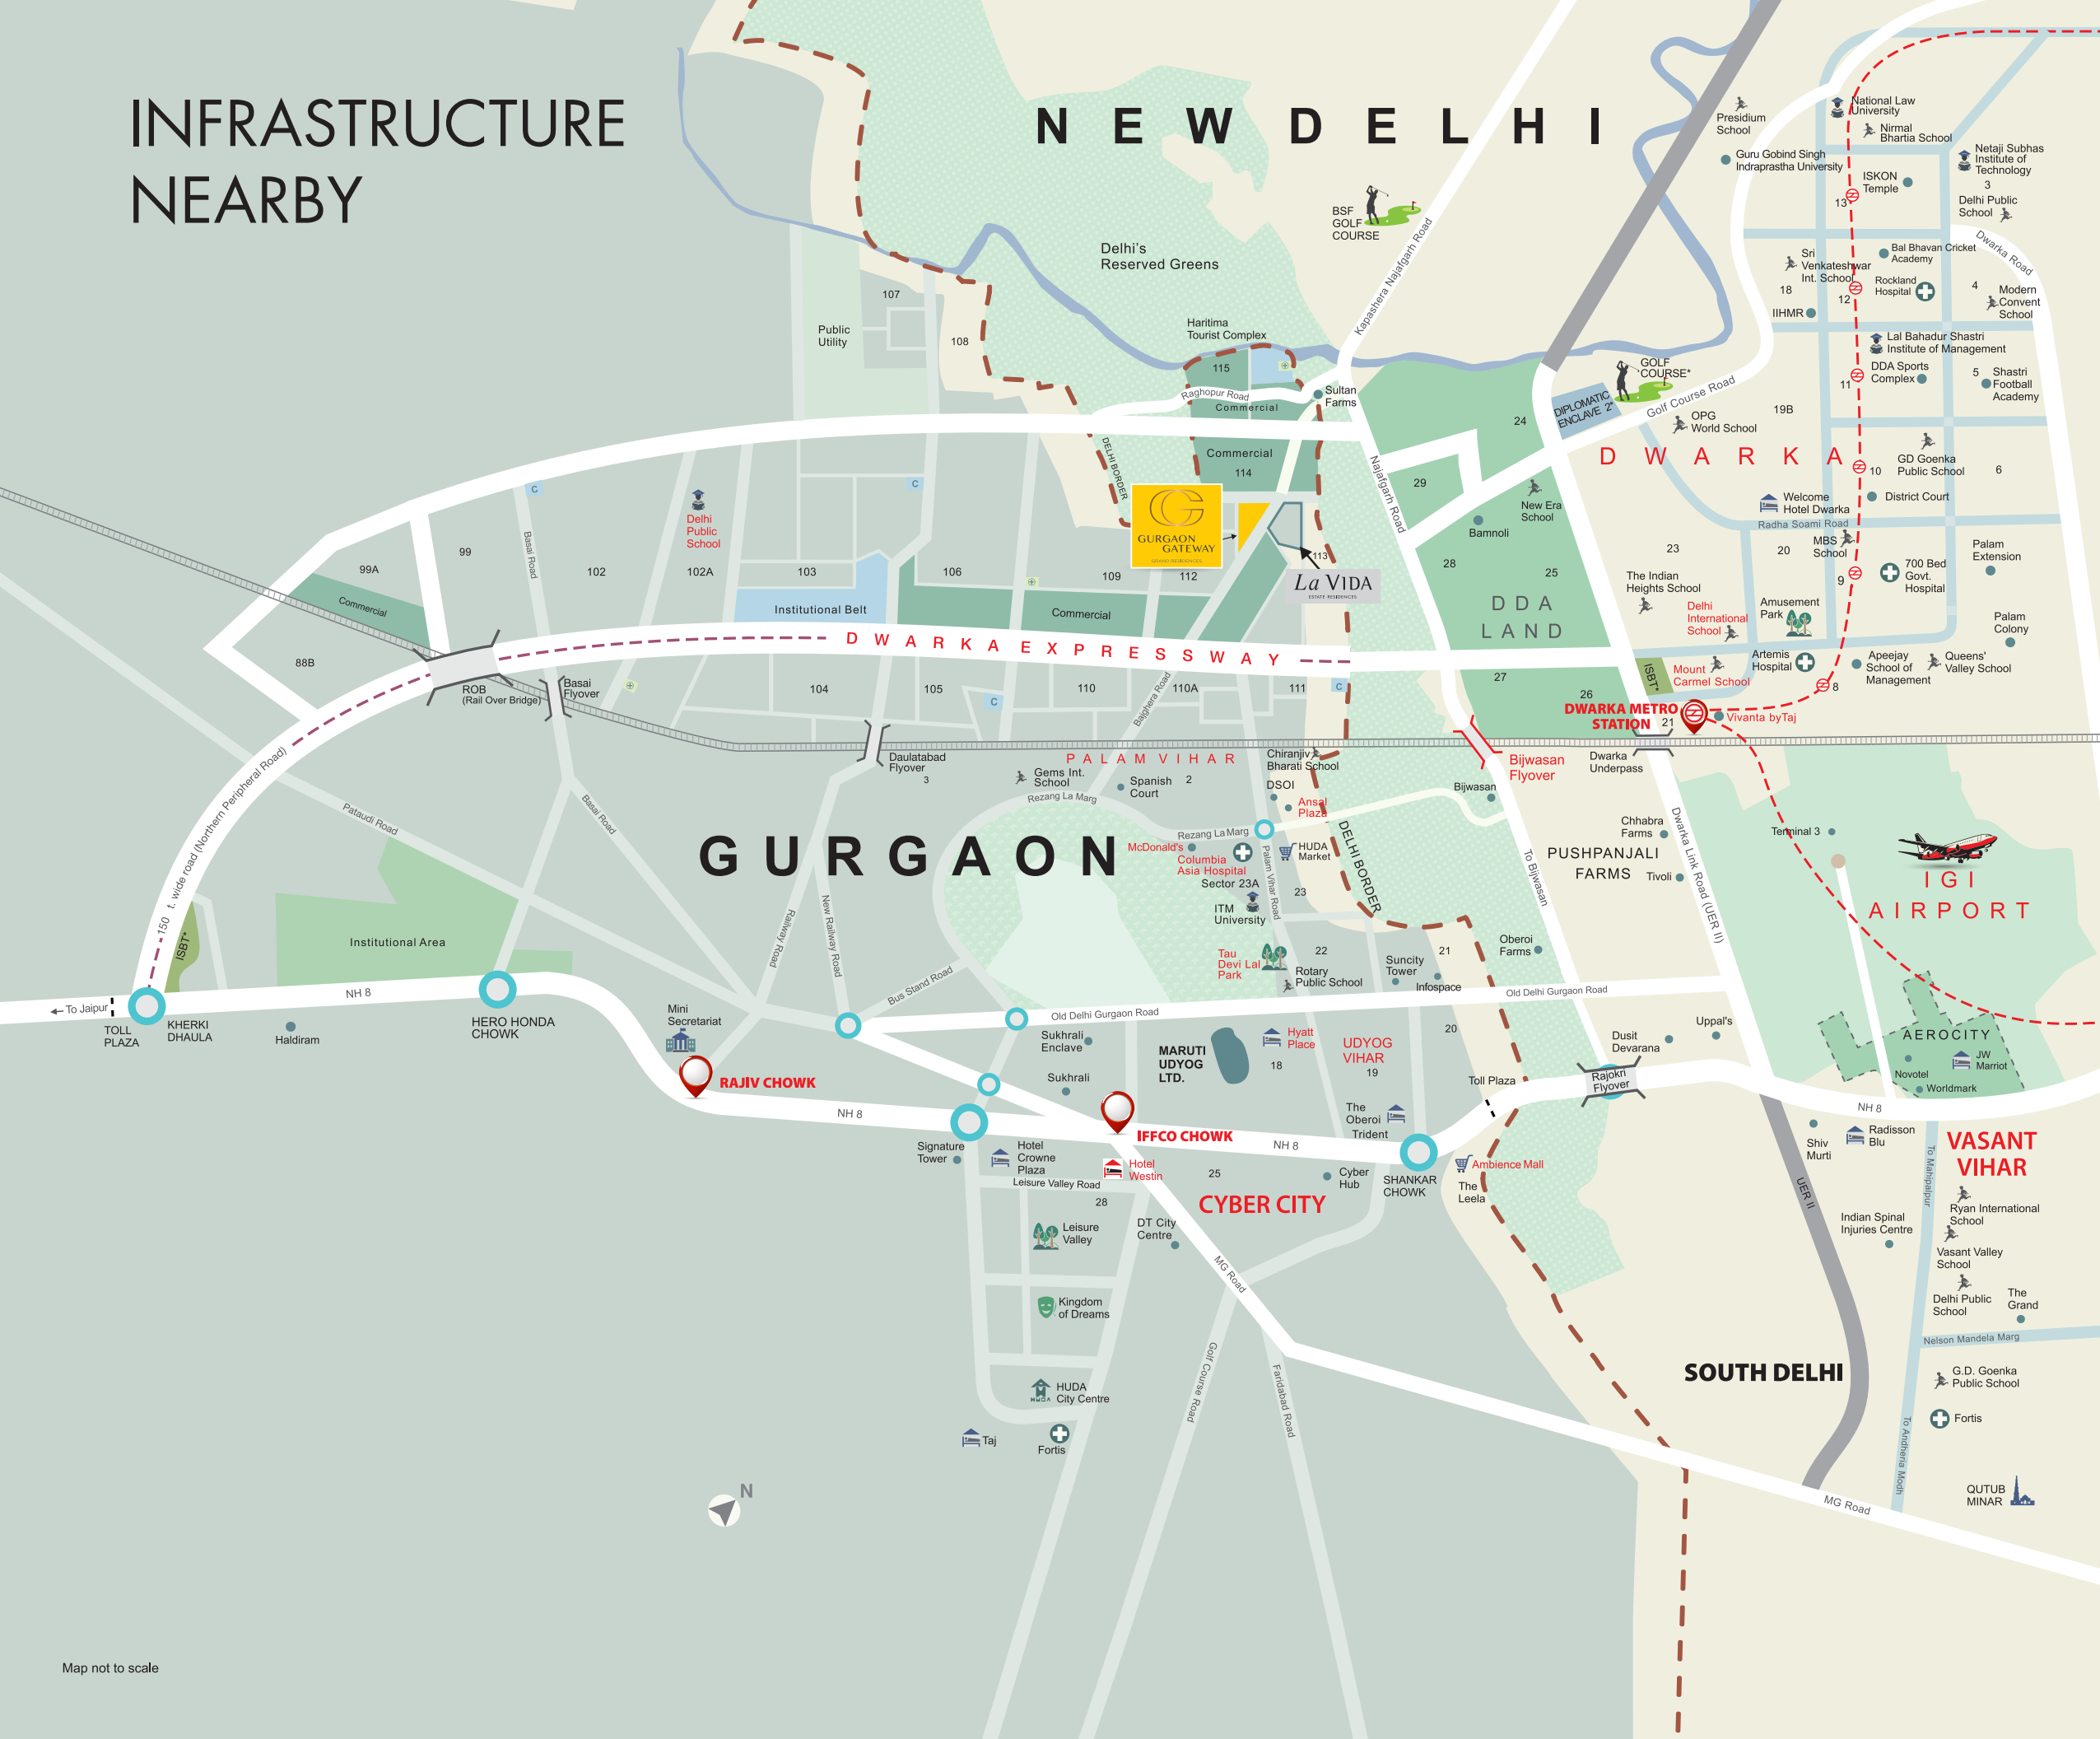 INFRASTRUCTURE
NEARBY
NEW DELHI
BSF
GOLF
COURSE
Delhi's
Reserved Greens
Kapashera Najafgarh Road
Haritima
Tourist Complex
115
Raghopur Road
Commercial
Sultan
Farms
Commercial
114
DELHI BORDER
Najafgarh Road
107
108
Public
Utility
Presidium
School
Guru Gobind Singh
Indraprastha University
National Law
University
Nirmal
Bhartia School
Netaji Subhas
Institute of
Technology
3
ISKON
Temple
13
Delhi Public
School
Dwarka Road
Sri
Venkateshwar
Int. School
Bal Bhavan Cricket
Academy
18
12
Rockland
Hospital
4
Modern
Convent
School
IIHMR
Lal Bahadur Shastri
Institute of Management
DDA Sports
Complex
11
5
Shastri
Football
Academy
GOLF
'COURSE*
DIPLOMATIC
ENCLAVE 2*
Golf Course Road
OPG
World School
19B
24
DWARKA
GD Goenka
Public School
10
6
29
New Era
School
Bamnoli
Welcome
Hotel Dwarka
District Court
Radha Soami Road
MBS
School
23
20
9
Palam
Extension
700 Bed
Govt.
Hospital
28
25
The Indian
Heights School
Delhi
International
School
Amusement
Park
DDA
LAND
Palam
Colony
Mount
Carmel School
Artemis
Hospital
Apeejay
School of
Management
Queens'
Valley School
8
27
26
ISBT*
DWARKA METRO
STATION
21
Vivanta byTaj
C
C
Delhi
Public
School
99
99A
Commercial
88B
Basai Road
102
102A
103
106
109
112
113
GURGAON
GATEWAY
GRAND RESIDENCES
La VIDA
ESTATE RESIDENCES
Institutional Belt
Commercial
DWARKA EXPRESSWAY
ROB
(Rail Over Bridge)
Basai
Flyover
104
105
C
110
110A
111
C
Bajghera Road
Daulatabad
Flyover
3
PALAM VIHAR
Gems Int.
School
Spanish
Court
2
Chiranjiv
Bharati School
DSOI
Ansal
Plaza
Rezang La Marg
Rezang La Marg
McDonald's
Columbia
Asia Hospital
HUDA
Market
Sector 23A
23
ITM
University
Palam Vihar Road
DELHI BORDER
Bijwasan
Flyover
Bijwasan
Dwarka
Underpass
Chhabra
Farms
PUSHPANJALI
FARMS
Tivoli
To Bijwasan
Dwarka Link Road (UER II)
Terminal 3
IGI
AIRPORT
GURGAON
Pataudi Road
Basai Road
150 t. wide road (Northern Peripheral Road)
ISBT*
Institutional Area
Railway Road
New Railway Road
Bus Stand Road
Tau
Devi Lal
Park
22
Rotary
Public School
Suncity
Tower
21
Infospace
Oberoi
Farms
Old Delhi Gurgaon Road
Old Delhi Gurgaon Road
To Jaipur
TOLL
PLAZA
KHERKI
DHAULA
NH 8
Haldiram
HERO HONDA
CHOWK
Mini
Secretariat
RAJIV CHOWK
NH 8
Sukhrali
Enclave
Sukhrali
MARUTI
UDYOG
LTD.
Hyatt
Place
18
UDYOG
VIHAR
19
20
Toll Plaza
Dusit
Devarana
Uppal's
Rajokri
Flyover
AEROCITY
JW
Marriot
Novotel
Worldmark
NH 8
The
Oberoi
Trident
IFFCO CHOWK
NH 8
SHANKAR
CHOWK
Cyber
Hub
Ambience Mall
The
Leela
Signature
Tower
Hotel
Crowne
Plaza
Leisure Valley Road
Hotel
Westin
25
28
CYBER CITY
DT City
Centre
Leisure
Valley
MG Road
Kingdom
of Dreams
Golf Course Road
Faridabad Road
HUDA
City Centre
Taj
Fortis
Shiv
Murti
Radisson
Blu
VASANT
VIHAR
To Mahipalpur
UER II
Ryan International
School
Indian Spinal
Injuries Centre
Vasant Valley
School
Delhi Public
School
The
Grand
Nelson Mandela Marg
SOUTH DELHI
G.D. Goenka
Public School
Fortis
To Andheria Modh
QUTUB
MINAR
MG Road
N
Map not to scale